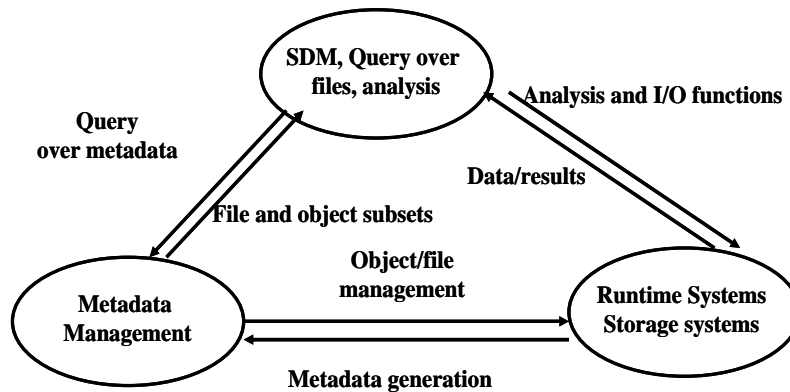 SDM, Query over
files, analysis
Analysis and I/O functions
Query
over metadata
Data/results
File and object subsets
Object/file
management
Metadata
Management
Runtime Systems
Storage systems
Metadata generation